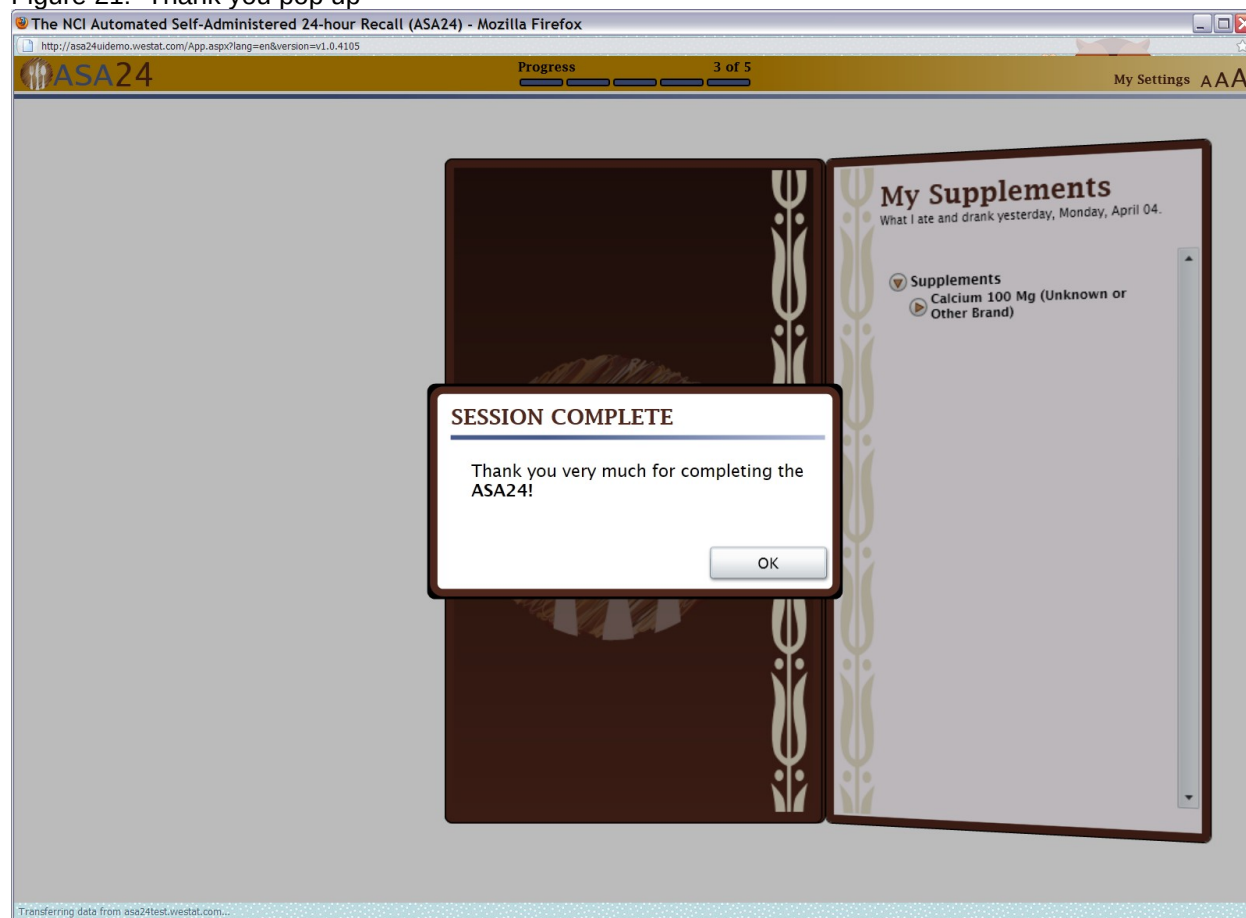 Figure 21: Thank you pop up
The NCI Automated Self-Administered 24-hour Recall (ASA24) - Mozilla Firefox
http://asa24uidemo.westat.com/App.aspx?lang=en&version=v1.0.4105
ASA24
Progress 3 of 5
My Settings A A A
My Supplements
What I ate and drank yesterday, Monday, April 04.
Supplements
Calcium 100 Mg (Unknown or
Other Brand)
SESSION COMPLETE
Thank you very much for completing the
ASA24!
OK
Transferring data from asa24test.westat.com...